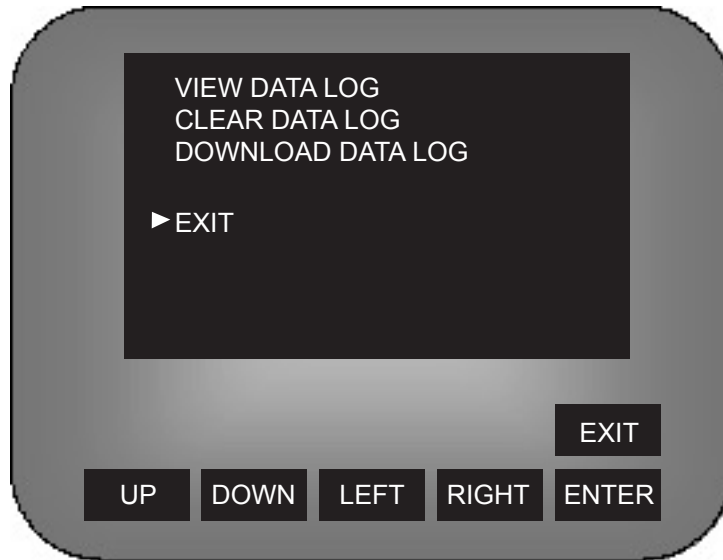 VIEW DATA LOG
CLEAR DATA LOG
DOWNLOAD DATA LOG
EXIT
EXIT
UP DOWN LEFT RIGHT ENTER